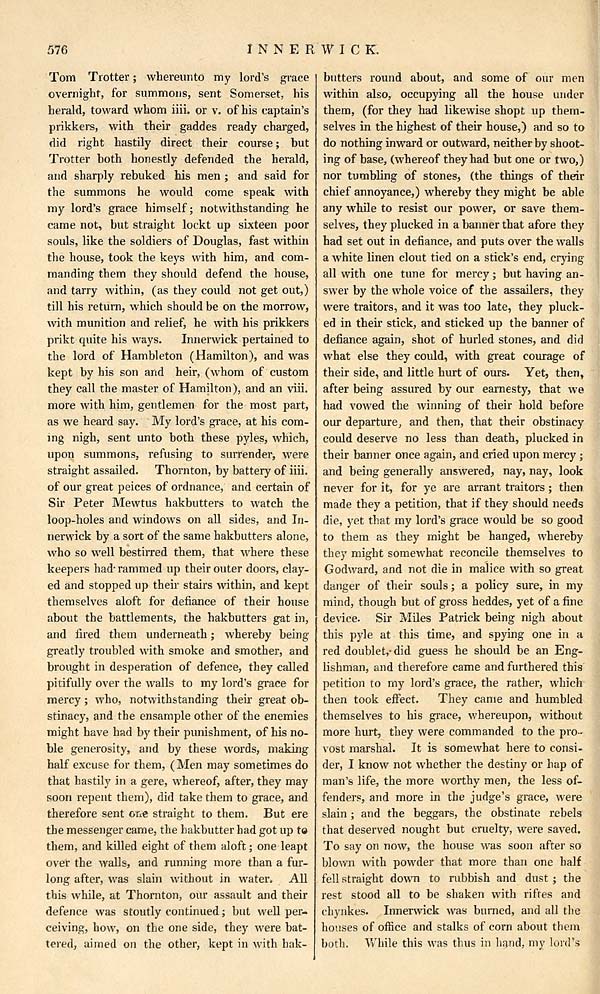 576
INNERWICK.
Tom Trotter; whereunto my lord's grace
overnight, for summons, sent Somerset, his
herald, toward whom iiii. or v. of his captain's
prikkers, with their gaddes ready charged,
did right hastily direct their course; but
Trotter both honestly defended the herald,
and sharply rebuked his men; and said for
the summons he would come speak with
my lord's grace himself; notwithstanding he
came not, but straight lockt up sixteen poor
souls, like the soldiers of Douglas, fast within
the house, took the keys with him, and com-
manding them they should defend the house,
and tarry within, (as they could not get out,)
till his return, which should be on the morrow,
with munition and relief, he with his prikkers
prikt quite his ways. Innerwick pertained to
the lord of Hambleton (Hamilton), and was
kept by his son and heir, (whom of custom
they call the master of Hamilton), and an viii.
more with him, gentlemen for the most part,
as we heard say. My lord's grace, at his com-
ing nigh, sent unto both these pyles, which,
upon summons, refusing to surrender, were
straight assailed. Thornton, by battery of iiii.
of our great peices of ordnance, and certain of
Sir Peter Mewtus hakbutters to watch the
loop-holes and windows on all sides, and In-
nerwick by a sort of the same hakbutters alone,
who so well bestirred them, that where these
keepers had rammed up their outer doors, clay-
ed and stopped up their stairs within, and kept
themselves aloft for defiance of their house
about the battlements, the hakbutters gat in,
and fired them underneath; whereby being
greatly troubled with smoke and smother, and
brought in desperation of defence, they called
pitifully over the walls to my lord's grace for
mercy; who, notwithstanding their great ob-
stinacy, and the ensample other of the enemies
might have had by their punishment, of his no-
ble generosity, and by these words, making
half excuse for them, (Men may sometimes do
that hastily in a gere, whereof, after, they may
soon repent them), did take them to grace, and
therefore sent one straight to them. But ere
the messenger came, the hakbutter had got up to
them, and killed eight of them aloft; one leapt
over the walls, and running more than a fur-
long after, was slain without in water. All
this while, at Thornton, our assault and their
defence was stoutly continued; but well per-
ceiving, how, on the one side, they were bat-
tered, aimed on the other, kept in with hak-
butters round about, and some of our men
within also, occupying all the house under
them, (for they had likewise shopt up them-
selves in the highest of their house,) and so to
do nothing inward or outward, neither by shoot-
ing of base, (whereof they had but one or two,)
nor tumbling of stones, (the things of their
chief annoyance,) whereby they might be able
any while to resist our power, or save them-
selves, they plucked in a banner that afore they
had set out in defiance, and puts over the walls
a white linen clout tied on a stick's end, crying
all with one tune for mercy; but having an-
swer by the whole voice of the assailers, they
were traitors, and it was too late, they pluck-
ed in their stick, and sticked up the banner of
defiance again, shot of hurled stones, and did
what else they could, with great courage of
their side, and little hurt of ours. Yet, then,
after being assured by our earnesty, that we
had vowed the winning of their hold before
our departure, and then, that their obstinacy
could deserve no less than death, plucked in
their banner once again, and cried upon mercy;
and being generally answered, nay, nay, look
never for it, for ye are arrant traitors; then
made they a petition, that if they should needs
die, yet that my lord's grace would be so good
to them as they might be hanged, whereby
they might somewhat reconcile themselves to
Godward, and not die in malice with so great
danger of their souls; a policy sure, in my
mind, though but of gross heddes, yet of a fine
device. Sir Miles Patrick being nigh about
this pyle at this time, and spying one in a
red doublet, did guess he should be an Eng-
lishman, and therefore came and furthered this
petition to my lord's grace, the rather, which
then took effect. They came and humbled
themselves to his grace, whereupon, without
more hurt, they were commanded to the pro-
vost marshal. It is somewhat here to consi-
der, I know not whether the destiny or hap of
man's life, the more worthy men, the less of-
fenders, and more in the judge's grace, were
slain; and the beggars, the obstinate rebels
that deserved nought but cruelty, were saved.
To say on now, the house was soon after so
blown with powder that more than one half
fell straight down to rubbish and dust; the
rest stood all to be shaken with riftes and
chynkes. Innerwick was burned, and all the
houses of office and stalks of corn about them
both. While this was thus in hand, my lord's